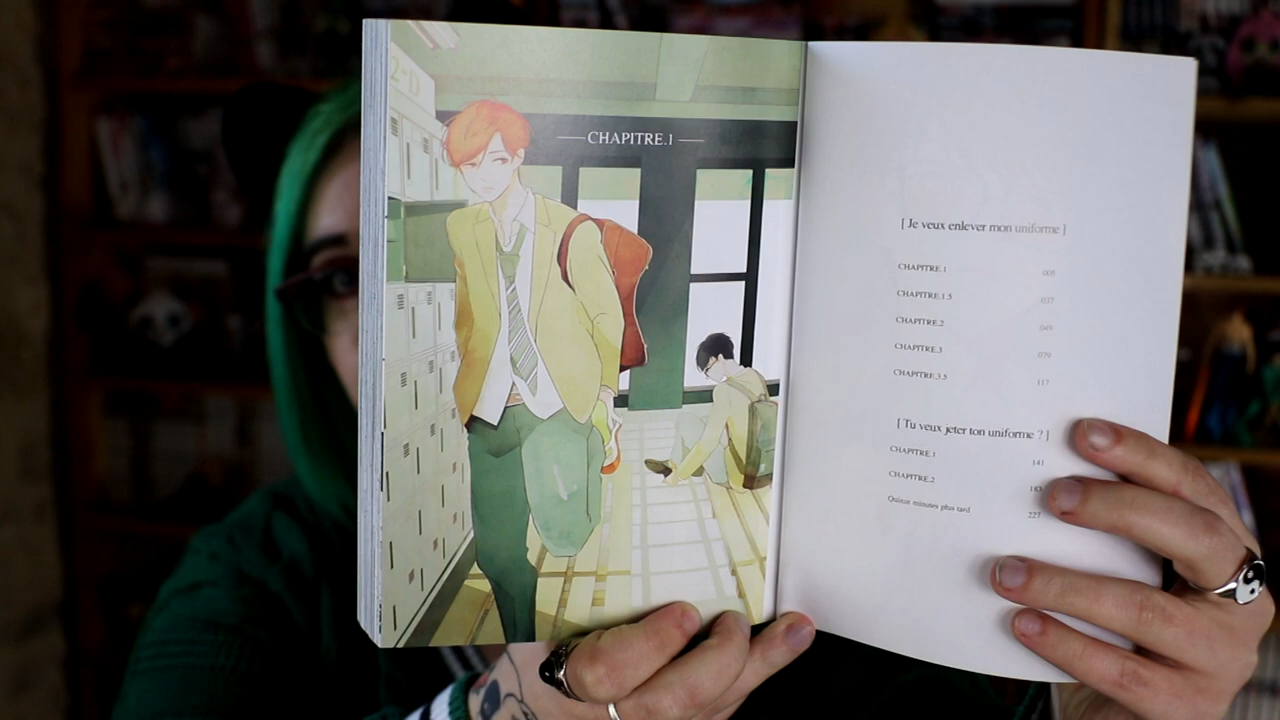 2-D
CHAPITRE.1
[ Je veux enlever mon uniforme ]
CHAPITRE.1 005
CHAPITRE.1.5 037
CHAPITRE.2 049
CHAPITRE.3 079
CHAPITRE.3.5 117
[ Tu veux jeter ton uniforme ? ]
CHAPITRE.1 141
CHAPITRE.2
Quinze minutes plus tard 227